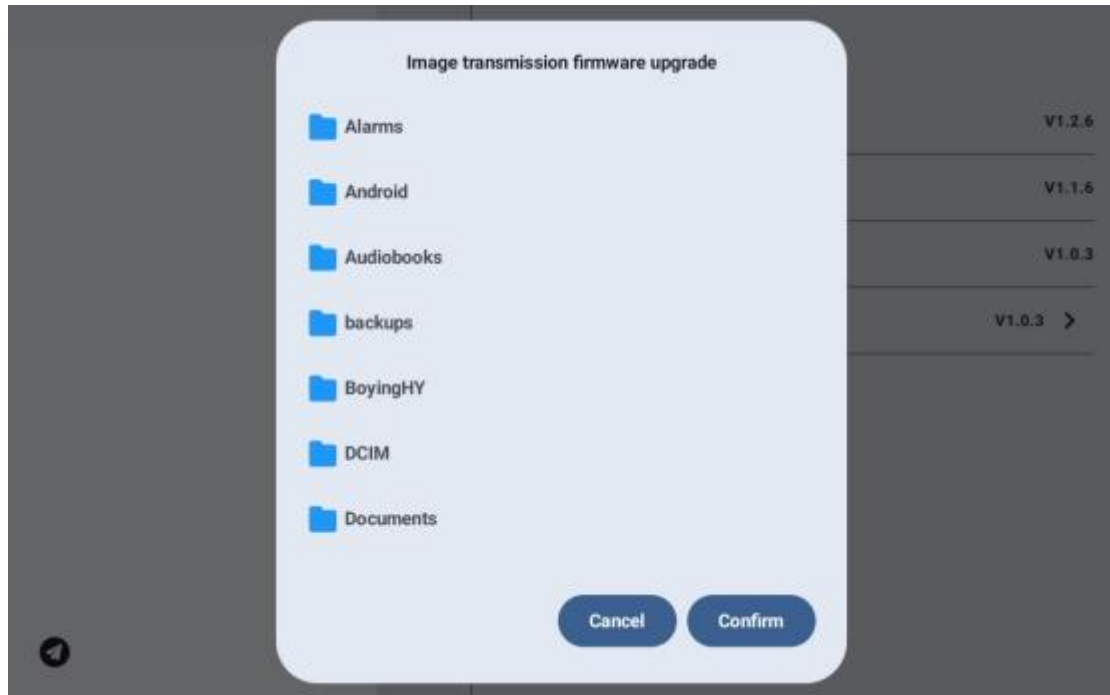 Image transmission firmware upgrade
Alarms
V1.2.6
Android
V1.1.6
Audiobooks
V1.0.3
backups
V1.0.3
BoyingHY
DCIM
Documents
Cancel
Confirm